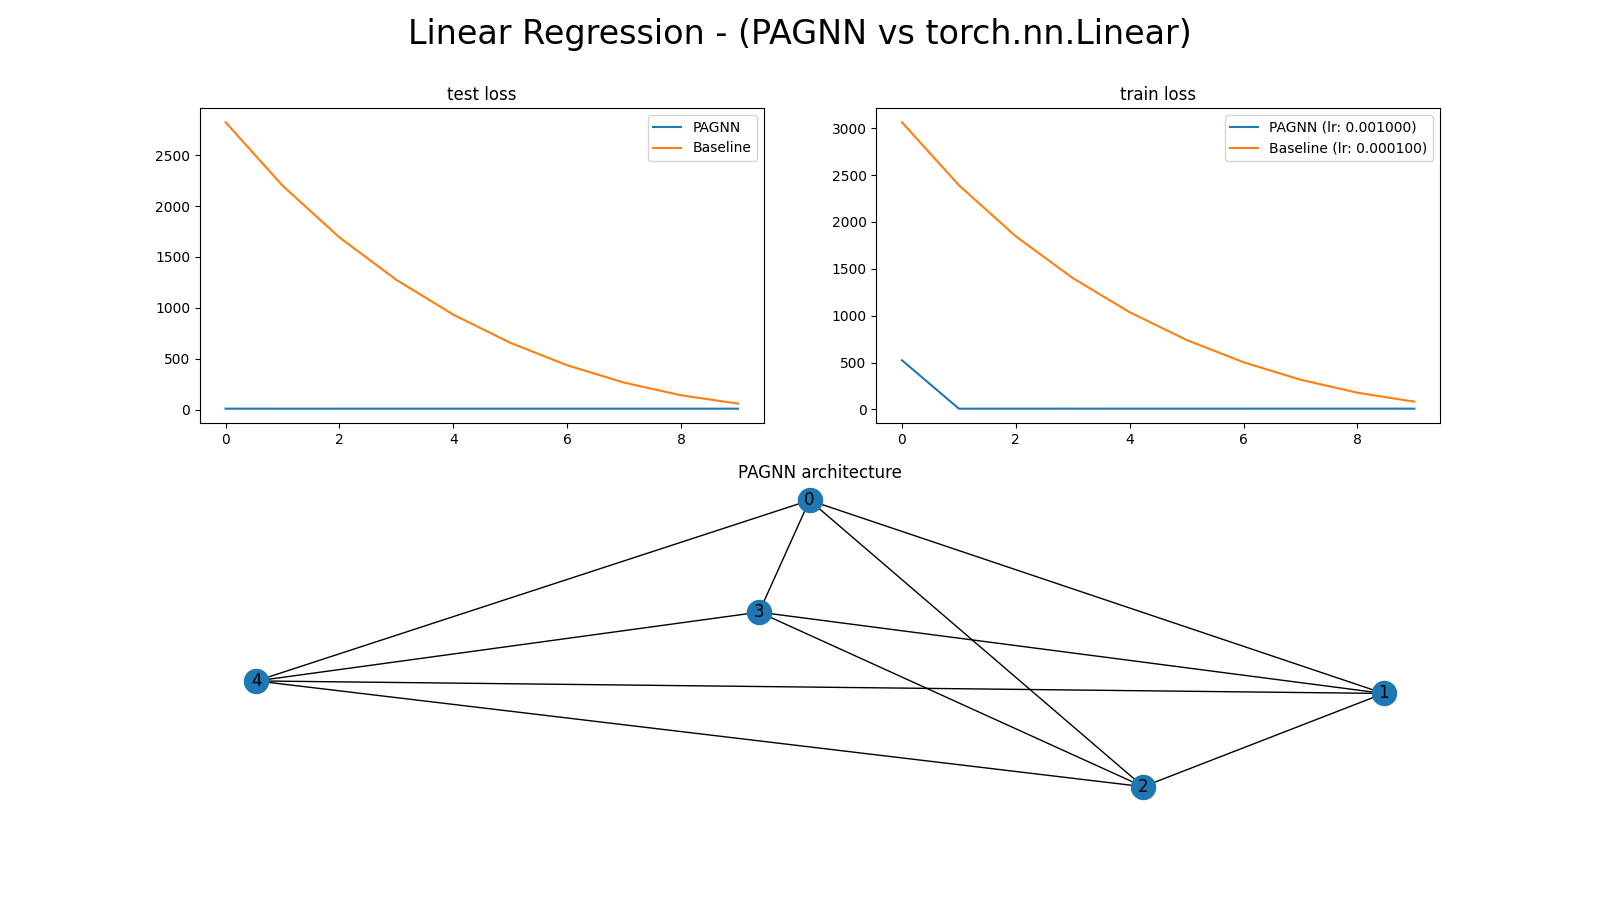 Linear Regression - (PAGNN vs torch.nn.Linear)
test loss
PAGNN
Baseline
2500
2000
1500
1000
500
0
0 2 4 6 8
train loss
PAGNN (lr: 0.001000)
Baseline (lr: 0.000100)
3000
2500
2000
1500
1000
500
0
0 2 4 6 8
PAGNN architecture
0
3
4
1
2